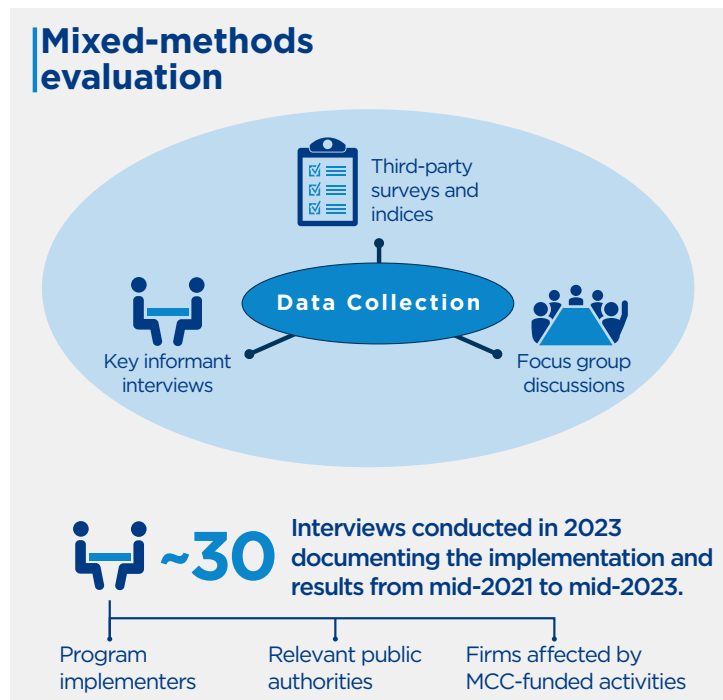 Mixed-methods
evaluation
Third-party
surveys and
indices
Data Collection
Key informant
interviews
Focus group
discussions
~30
Interviews conducted in 2023
documenting the implementation and
results from mid-2021 to mid-2023.
Program
implementers
Relevant public
authorities
Firms affected by
MCC-funded activities